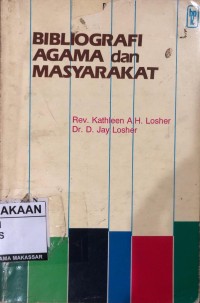 BIBLIOGRAFI
AGAMA dan
MASYARAKAT
Rev. Kathleen A.H. Losher
Dr. D. Jay Losher
AKAAN
AMA MAKASSAR